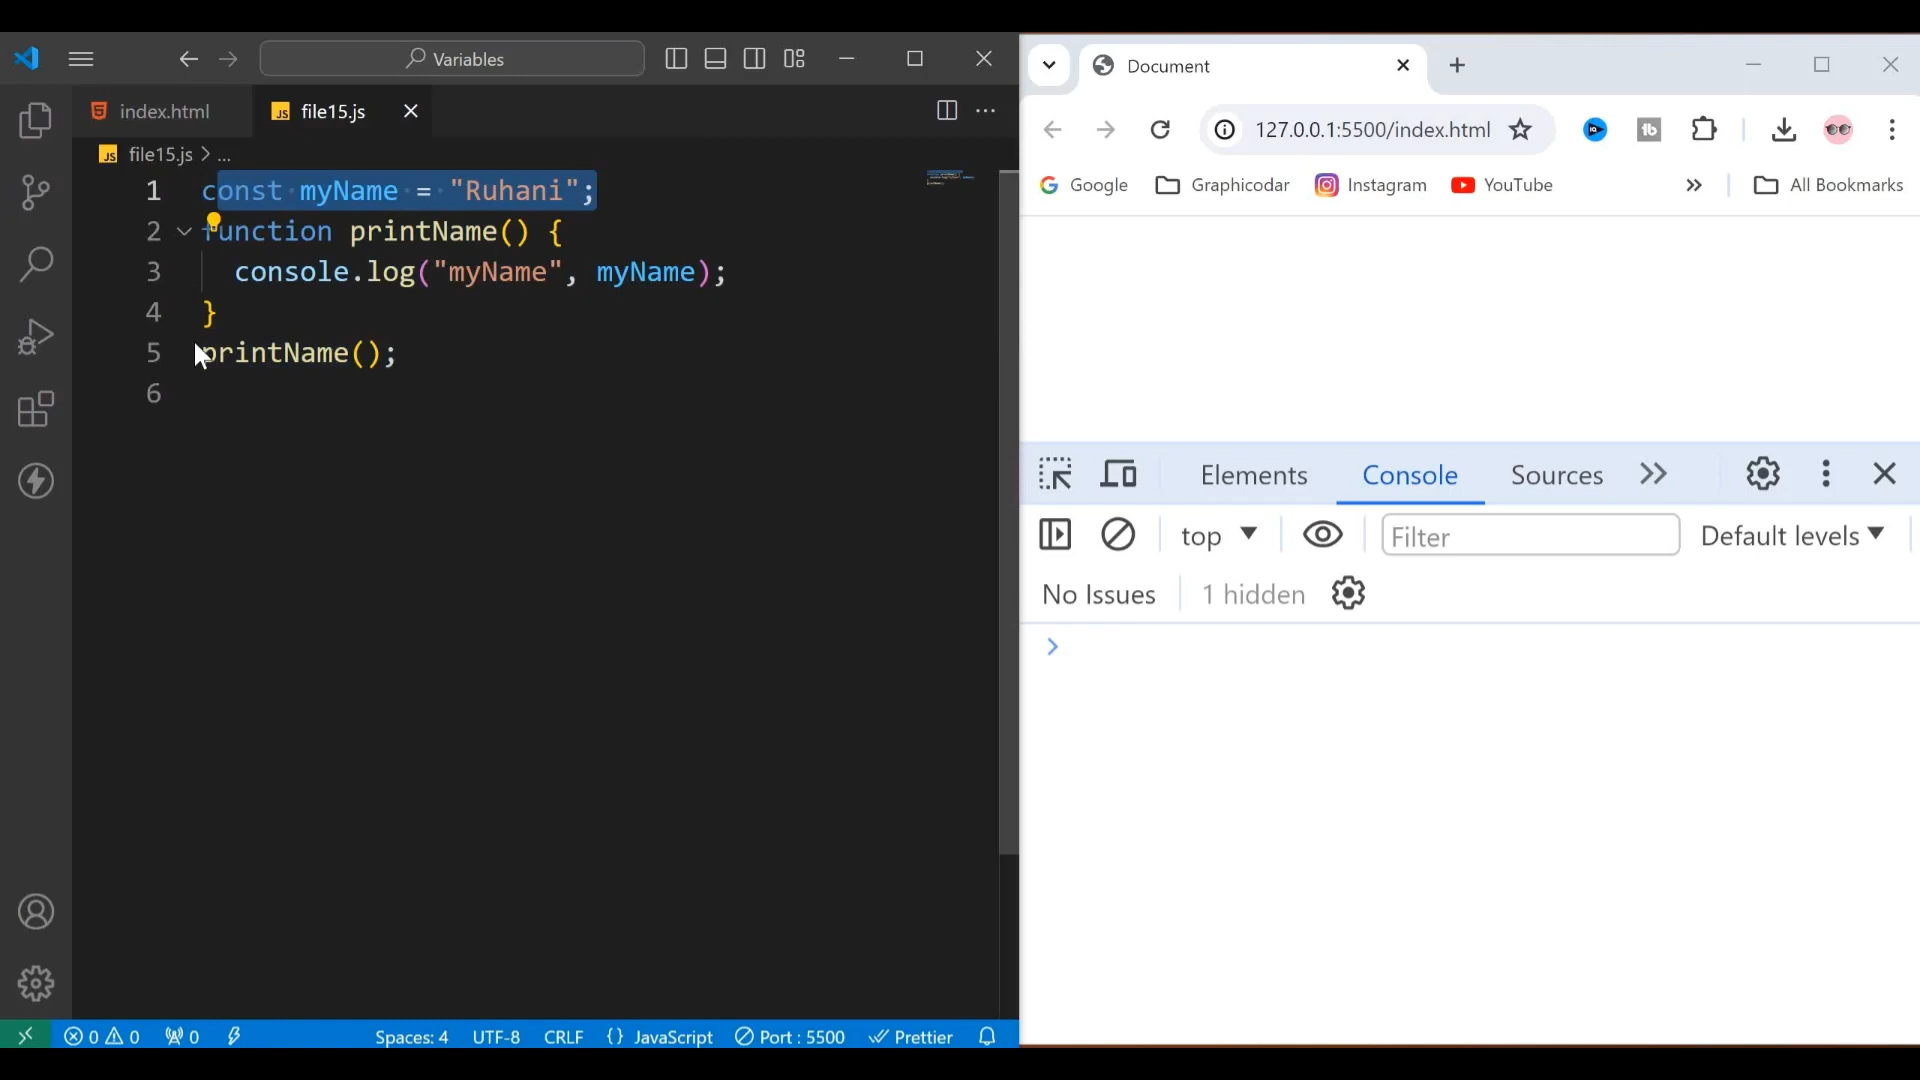 Variables
index.html
file15.js
file15.js > ...
1 const myName = "Ruhani";
2 function printName() {
3 console.log("myName", myName);
4 }
5 printName();
6
0 0 0 Spaces: 4 UTF-8 CRLF {} JavaScript Port : 5500 Prettier
Document
127.0.0.1:5500/index.html
Google Graphicodar Instagram YouTube All Bookmarks
Elements Console Sources
top Filter Default levels
No Issues 1 hidden